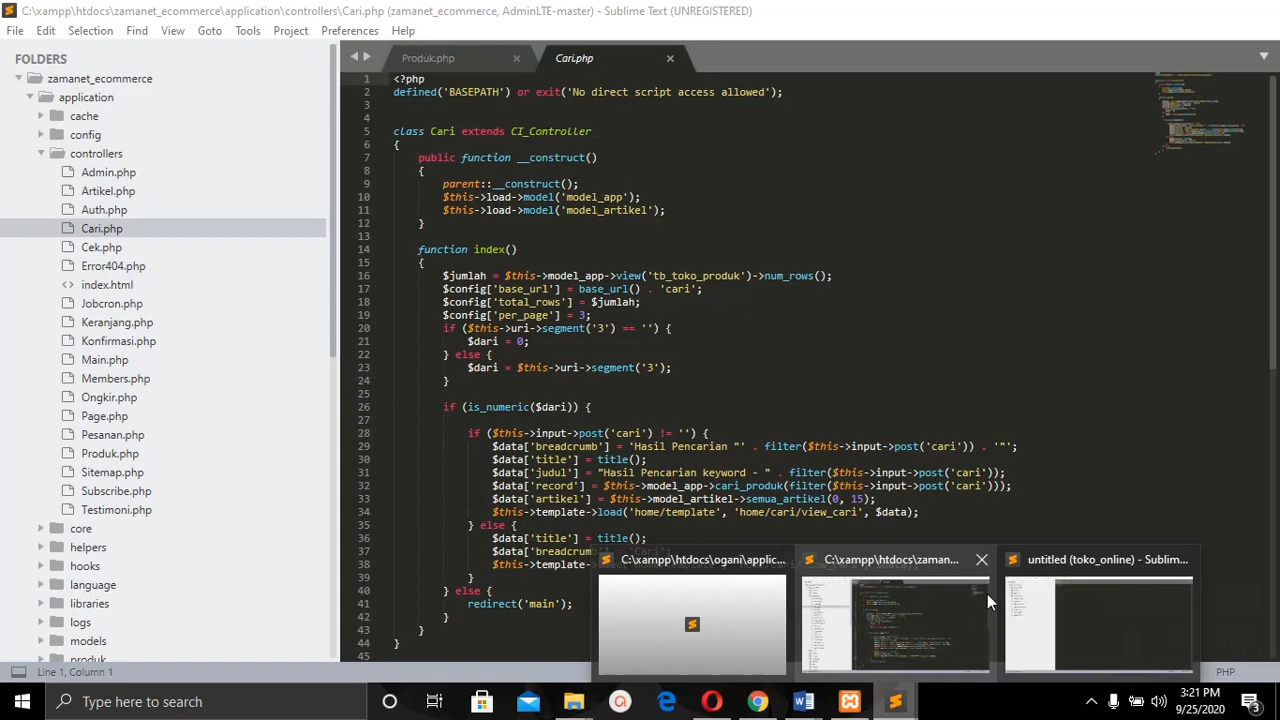 C:\xampp\htdocs\zamanet_ecommerce\application\controllers\Cari.php (zamanet_ecommerce, AdminLTE-master) - Sublime Text (UNREGISTERED)
File Edit Selection Find View Goto Tools Project Preferences Help
FOLDERS
zamanet_ecommerce
application
cache
config
controllers
Admin.php
Artikel.php
Auth.php
Cari.php
Cek.php
Error404.php
<> index.html
Jobcron.php
Keranjang.php
Konfirmasi.php
Main.php
Members.php
Ongkir.php
Page.php
Pesanan.php
Produk.php
Sitemap.php
Subscribe.php
Testimoni.php
core
helpers
hooks
language
libraries
logs
models
produk
Produk.php
Cari.php
1 <?php
2 defined('BASEPATH') or exit('No direct script access allowed');
3
4
5 class Cari extends CI_Controller
6 {
7 public function __construct()
8 {
9 parent::__construct();
10 $this->load->model('model_app');
11 $this->load->model('model_artikel');
12 }
13
14 function index()
15 {
16 $jumlah = $this->model_app->view('tb_toko_produk')->num_rows();
17 $config['base_url'] = base_url() . 'cari';
18 $config['total_rows'] = $jumlah;
19 $config['per_page'] = 3;
20 if ($this->uri->segment('3') == '') {
21 $dari = 0;
22 } else {
23 $dari = $this->uri->segment('3');
24 }
25
26 if (is_numeric($dari)) {
27
28 if ($this->input->post('cari') != '') {
29 $data['breadcrumb'] = 'Hasil Pencarian "' . filter($this->input->post('cari')) . '"';
30 $data['title'] = title();
31 $data['judul'] = "Hasil Pencarian keyword - " . filter($this->input->post('cari'));
32 $data['record'] = $this->model_app->cari_produk(filter($this->input->post('cari')));
33 $data['artikel'] = $this->model_artikel->semua_artikel(0, 15);
34 $this->template->load('home/template', 'home/cari/view_cari', $data);
35 } else {
36 $data['title'] = title();
37 $data['breadcrumb'] = 'Cari';
38 $this->temp
39 }
40 } else {
41 redirect('main');
42 }
43 }
44 }
45
C:\xampp\htdocs\ogani\applic...
C:\xampp\htdocs\zaman...
untitled (toko_online) - Sublim...
Line 1, Column
PHP
Type here to search
3:21 PM
9/25/2020
3